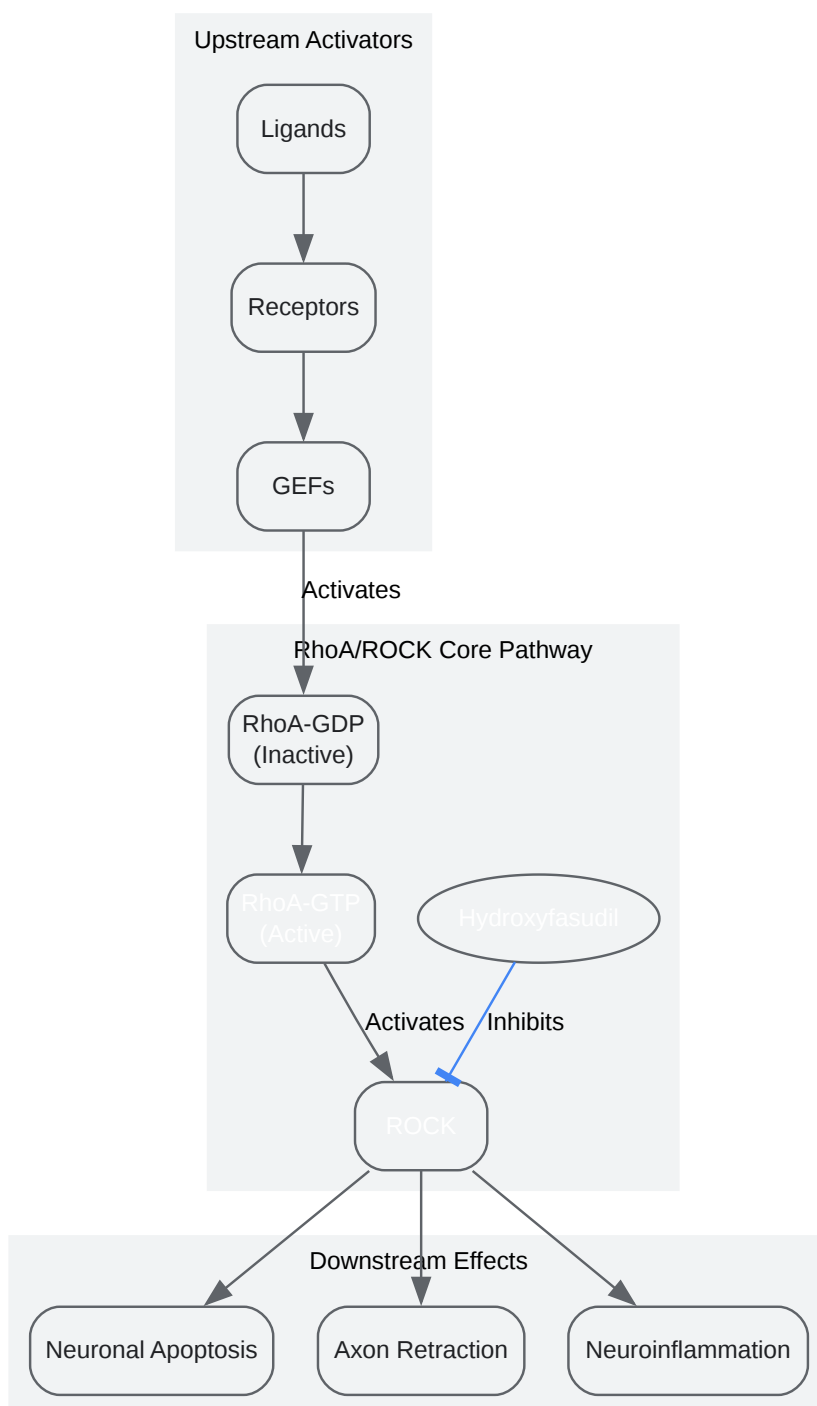 Upstream Activators
Ligands
Receptors
GEFs
Activates
RhoA/ROCK Core Pathway
RhoA-GDP
(Inactive)
RhoA-GTP
(Active)
Hydroxyfasudil
Activates
Inhibits
ROCK
Downstream Effects
Neuronal Apoptosis
Axon Retraction
Neuroinflammation